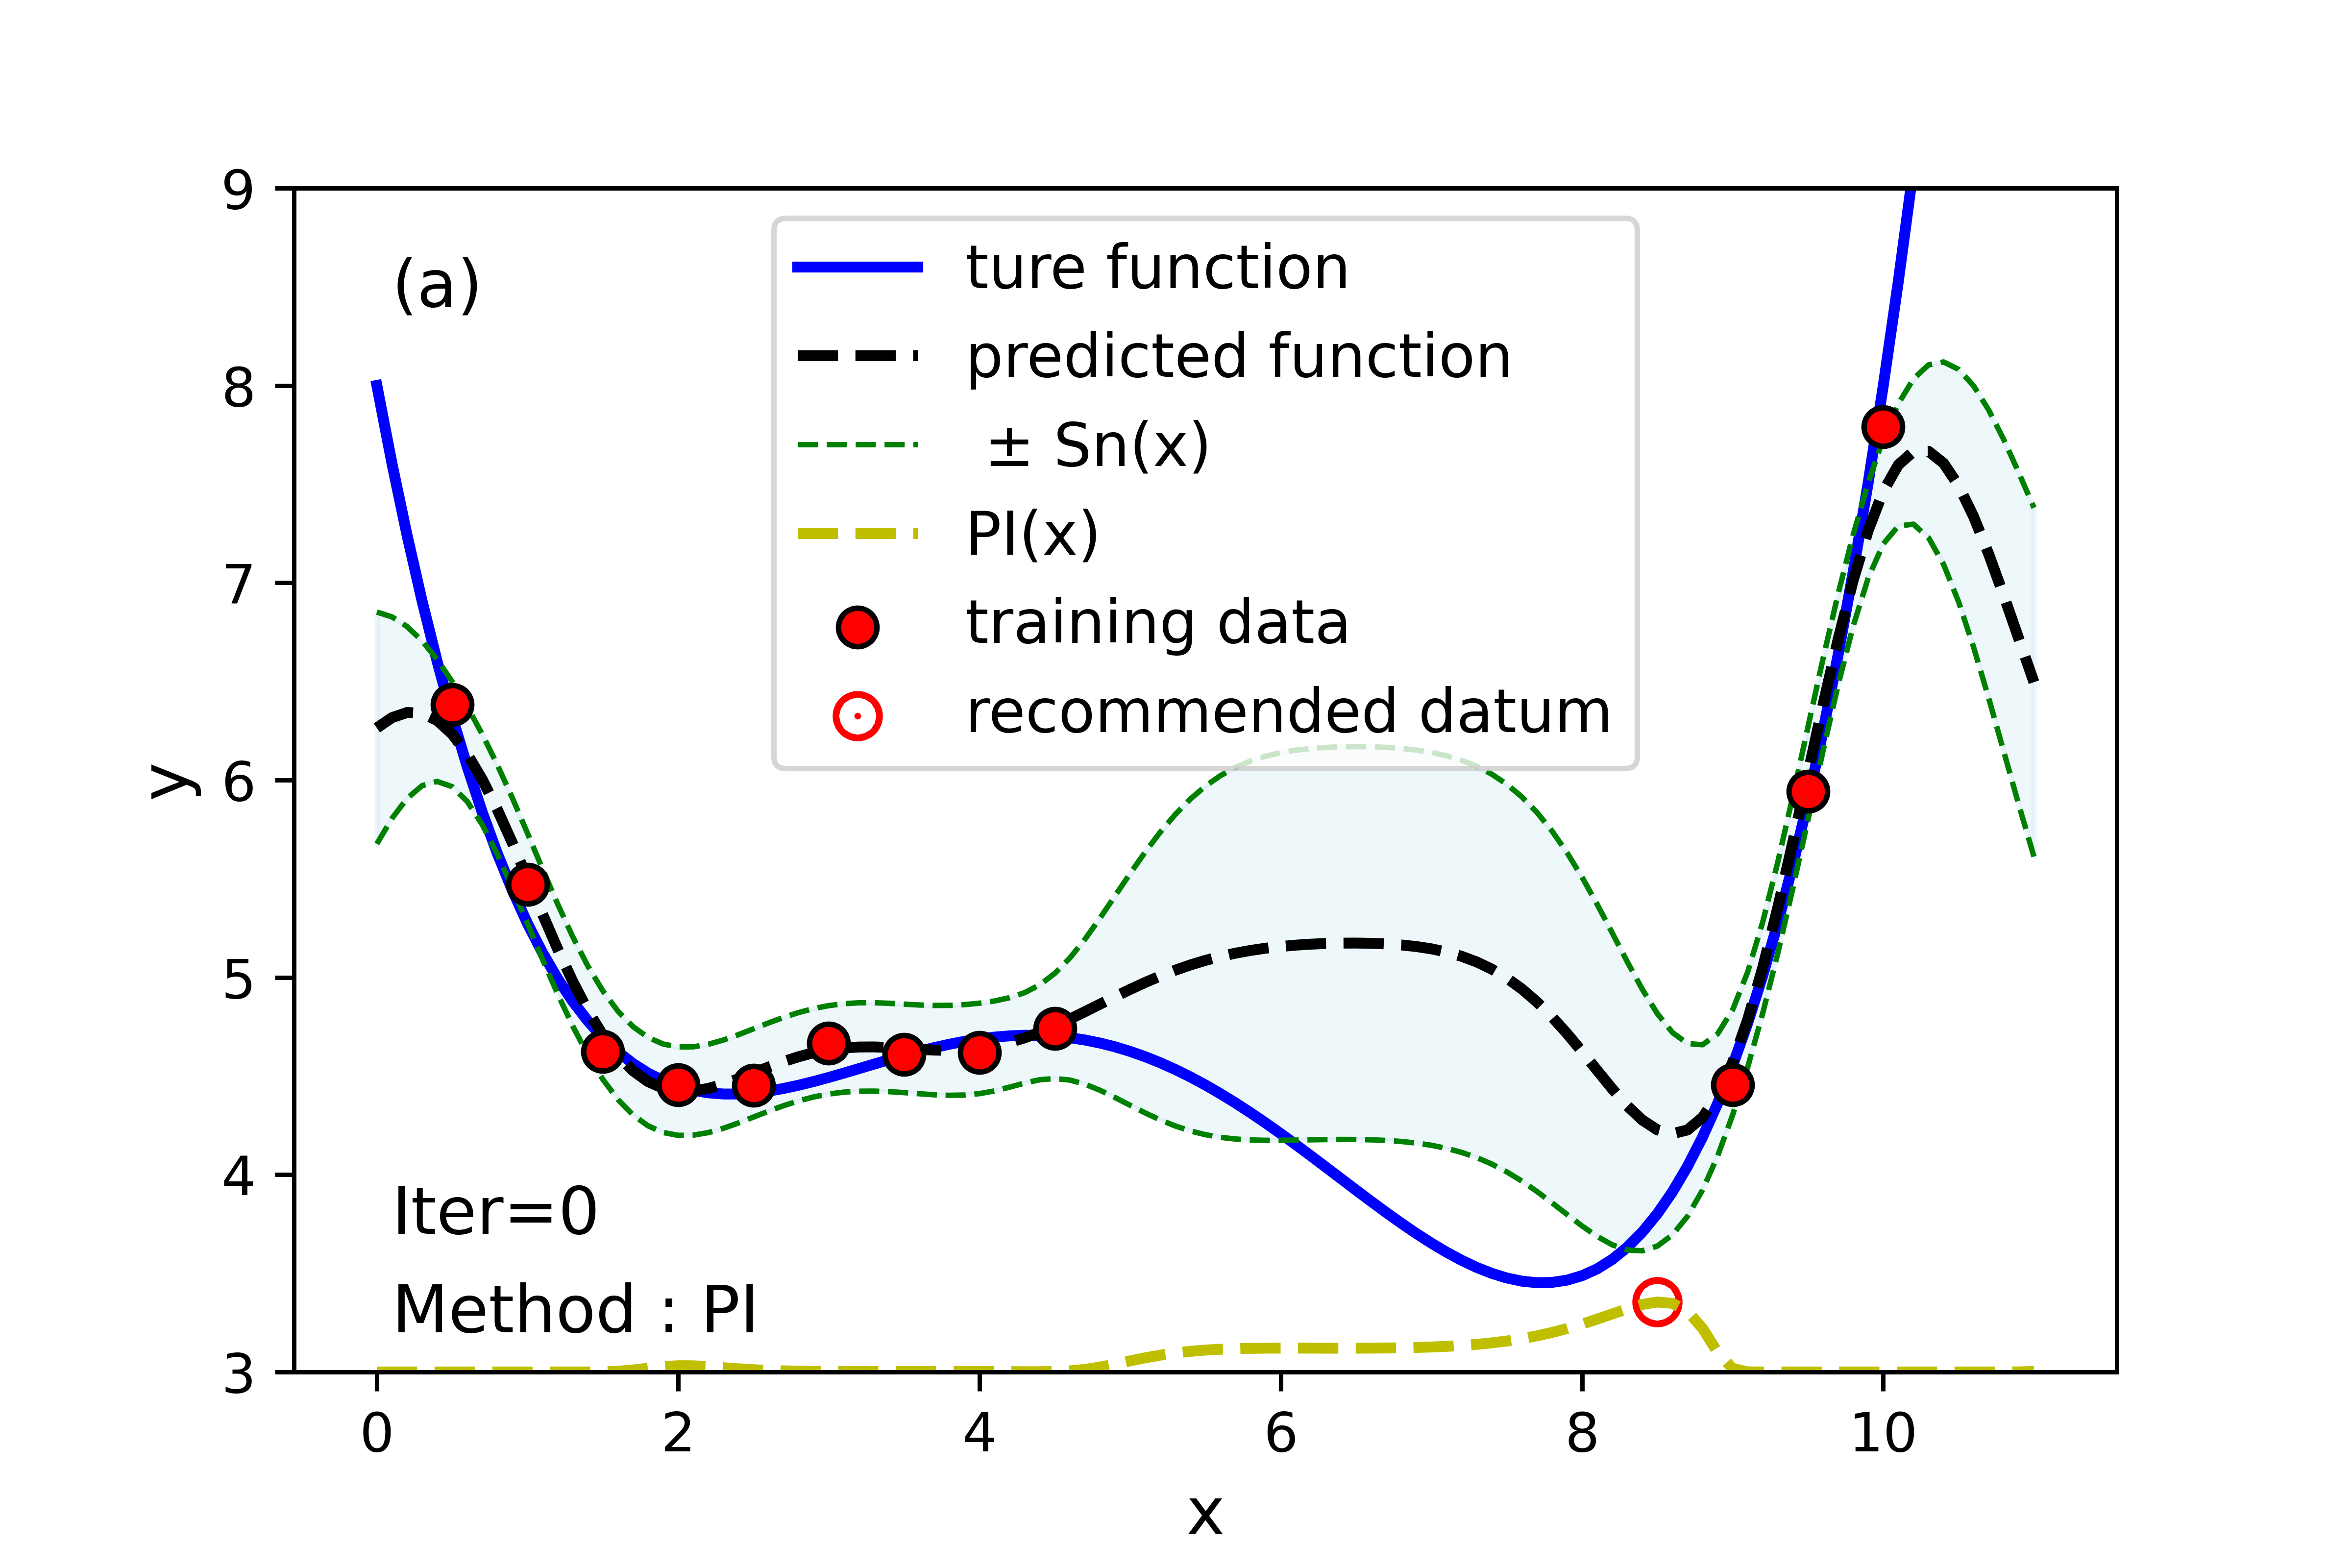 (a)
ture function
predicted function
± Sn(x)
PI(x)
training data
recommended datum
Iter=0
Method : PI
y
9
8
7
6
5
4
3
0 2 4 6 8 10
x